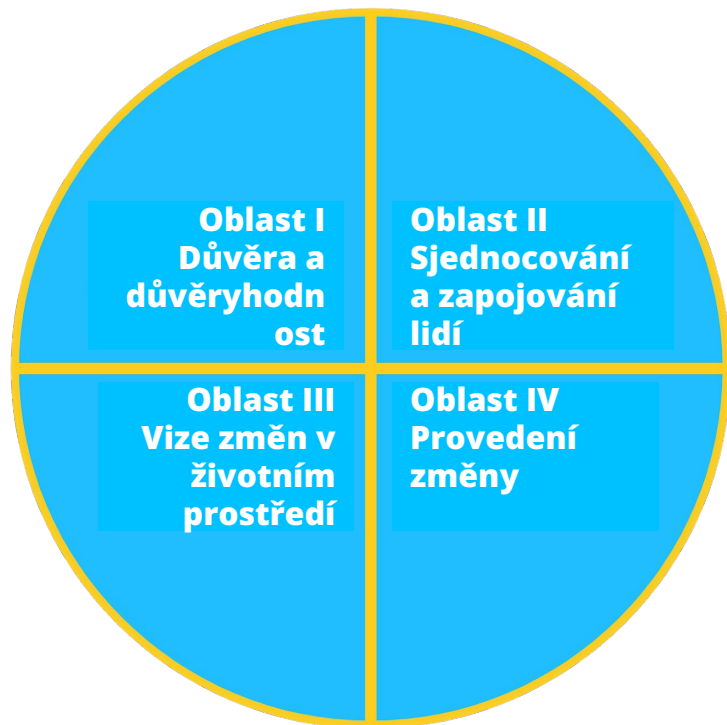 Oblast I
Důvěra a
důvěryhodn
ost
Oblast II
Sjednocování
a zapojování
lidí
Oblast III
Vize změn v
životním
prostředí
Oblast IV
Provedení
změny